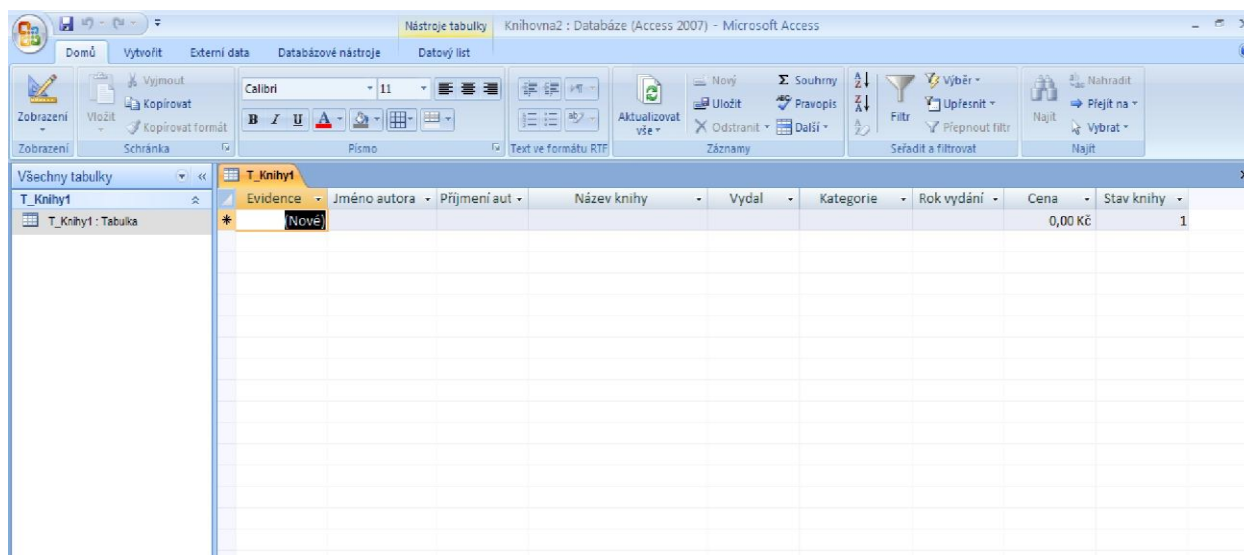 Nástroje tabulky Knihovna2 : Databáze (Access 2007) - Microsoft Access
Domů Vytvořit Externí data Databázové nástroje Datový list
Zobrazení
Vložit
Vyjmout
Kopírovat
Kopírovat formát
Calibri 11
B I U A
Aktualizovat vše
Nový
Uložit
Odstranit
Σ Souhrny
Pravopis
Další
Filtr
Výběr
Upřesnit
Přepnout filtr
Najít
Nahradit
Přejít na
Vybrat
Zobrazení Schránka Písmo Text ve formátu RTF Záznamy Seřadit a filtrovat Najít
Všechny tabulky «
T_Knihy1
T_Knihy1 : Tabulka
T_Knihy1
Evidence Jméno autora Příjmení aut Název knihy Vydal Kategorie Rok vydání Cena Stav knihy
* (Nové) 0,00 Kč 1